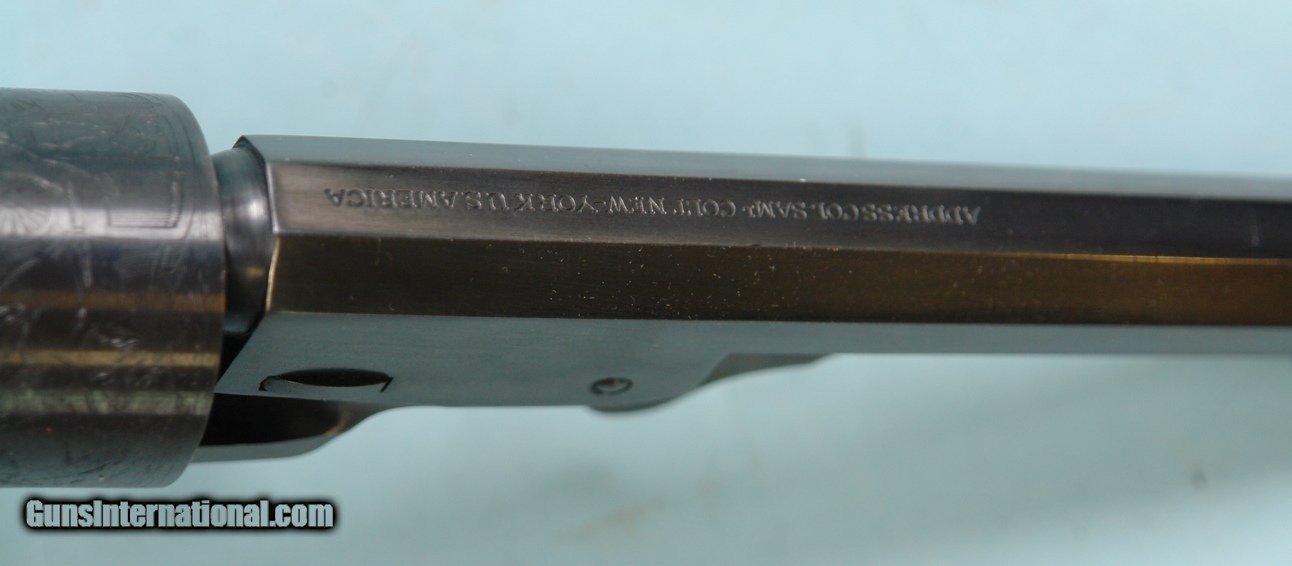 ADDRESS COL. SAMˡ COLT NEW-YORK U.S. AMERICA
GunsInternational.com